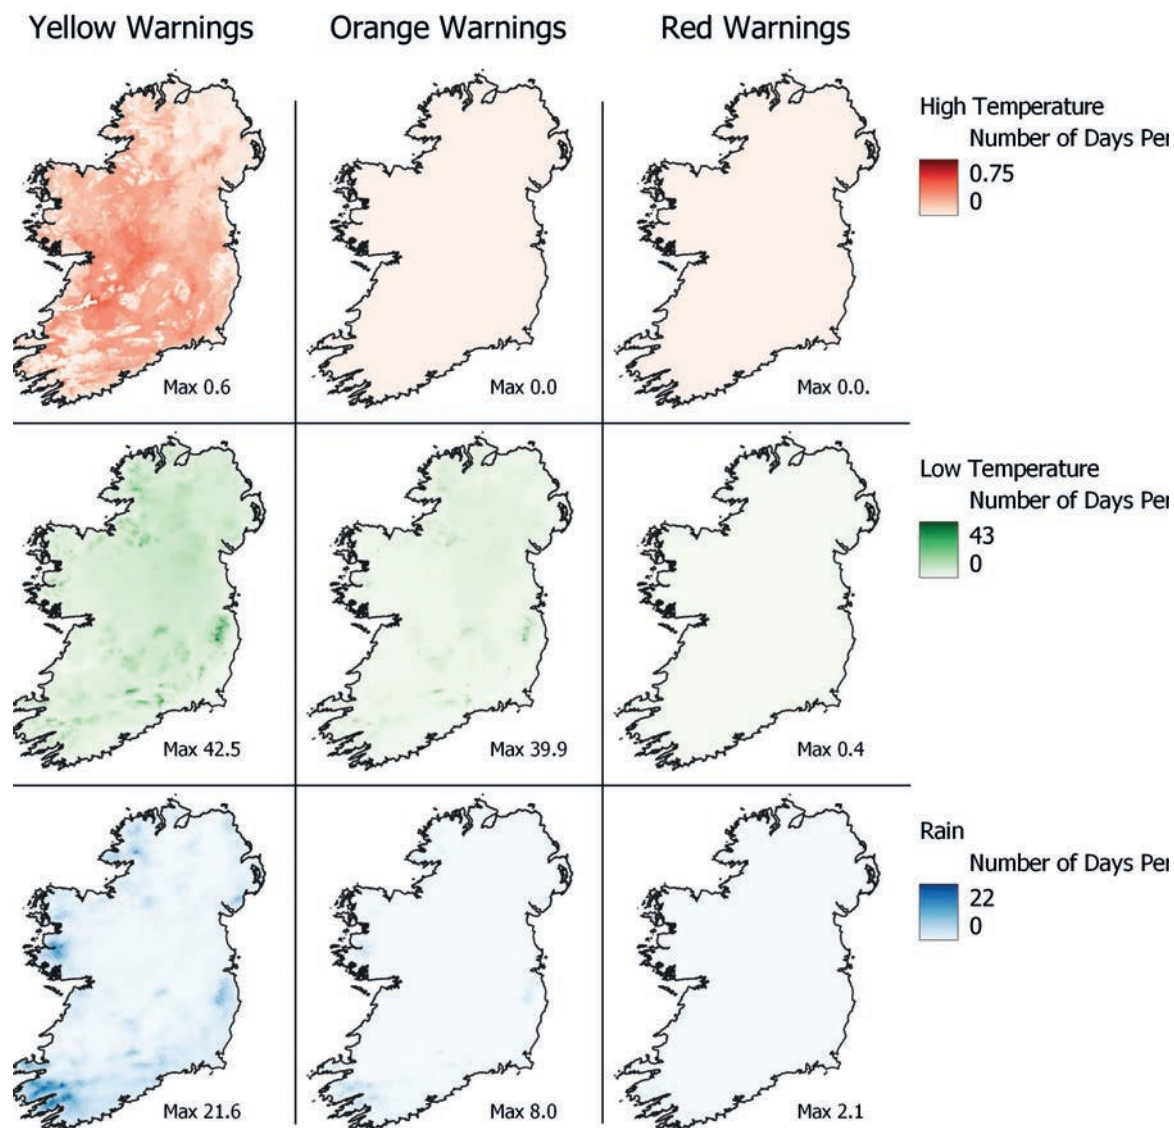 Yellow Warnings Orange Warnings Red Warnings
High Temperature
Number of Days Per
0.75
0
Max 0.6 Max 0.0 Max 0.0.
Low Temperature
Number of Days Per
43
0
Max 42.5 Max 39.9 Max 0.4
Rain
Number of Days Per
22
0
Max 21.6 Max 8.0 Max 2.1